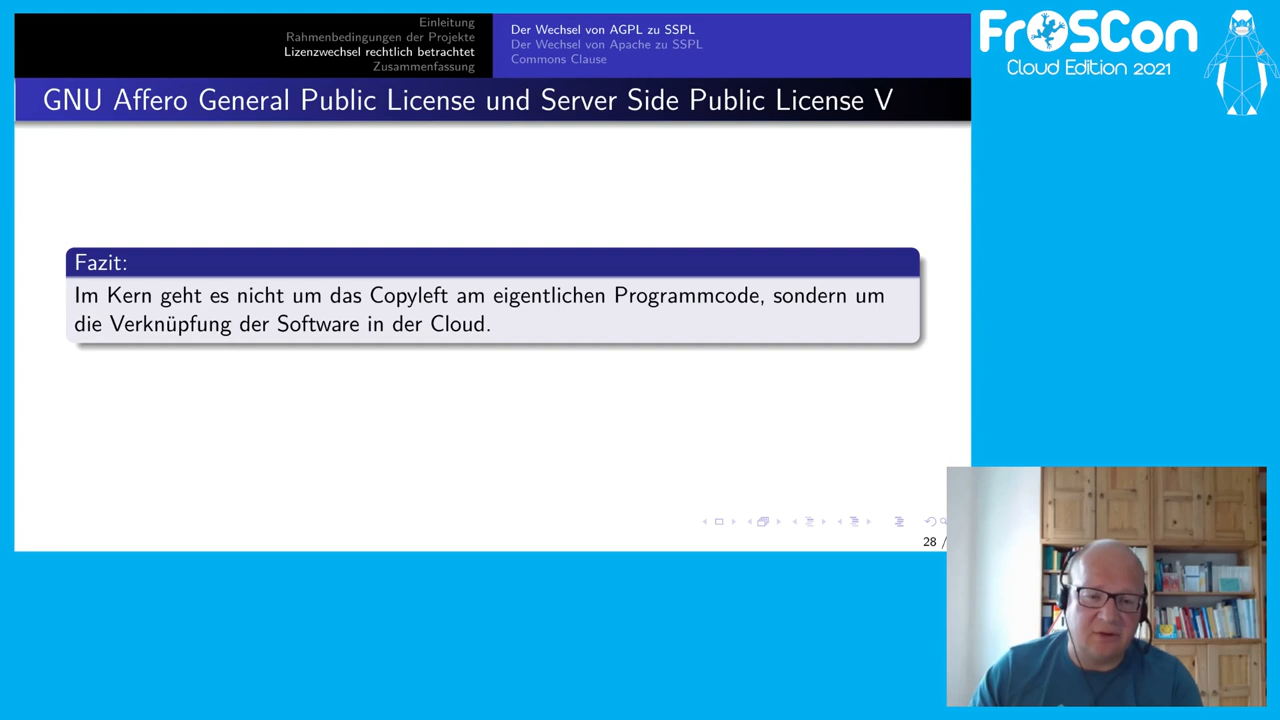 Einleitung
Rahmenbedingungen der Projekte
Lizenzwechsel rechtlich betrachtet
Zusammenfassung
Der Wechsel von AGPL zu SSPL
Der Wechsel von Apache zu SSPL
Commons Clause
FrOSCon
Cloud Edition 2021
GNU Affero General Public License und Server Side Public License V
Fazit:
Im Kern geht es nicht um das Copyleft am eigentlichen Programmcode, sondern um
die Verknüpfung der Software in der Cloud.
28 /